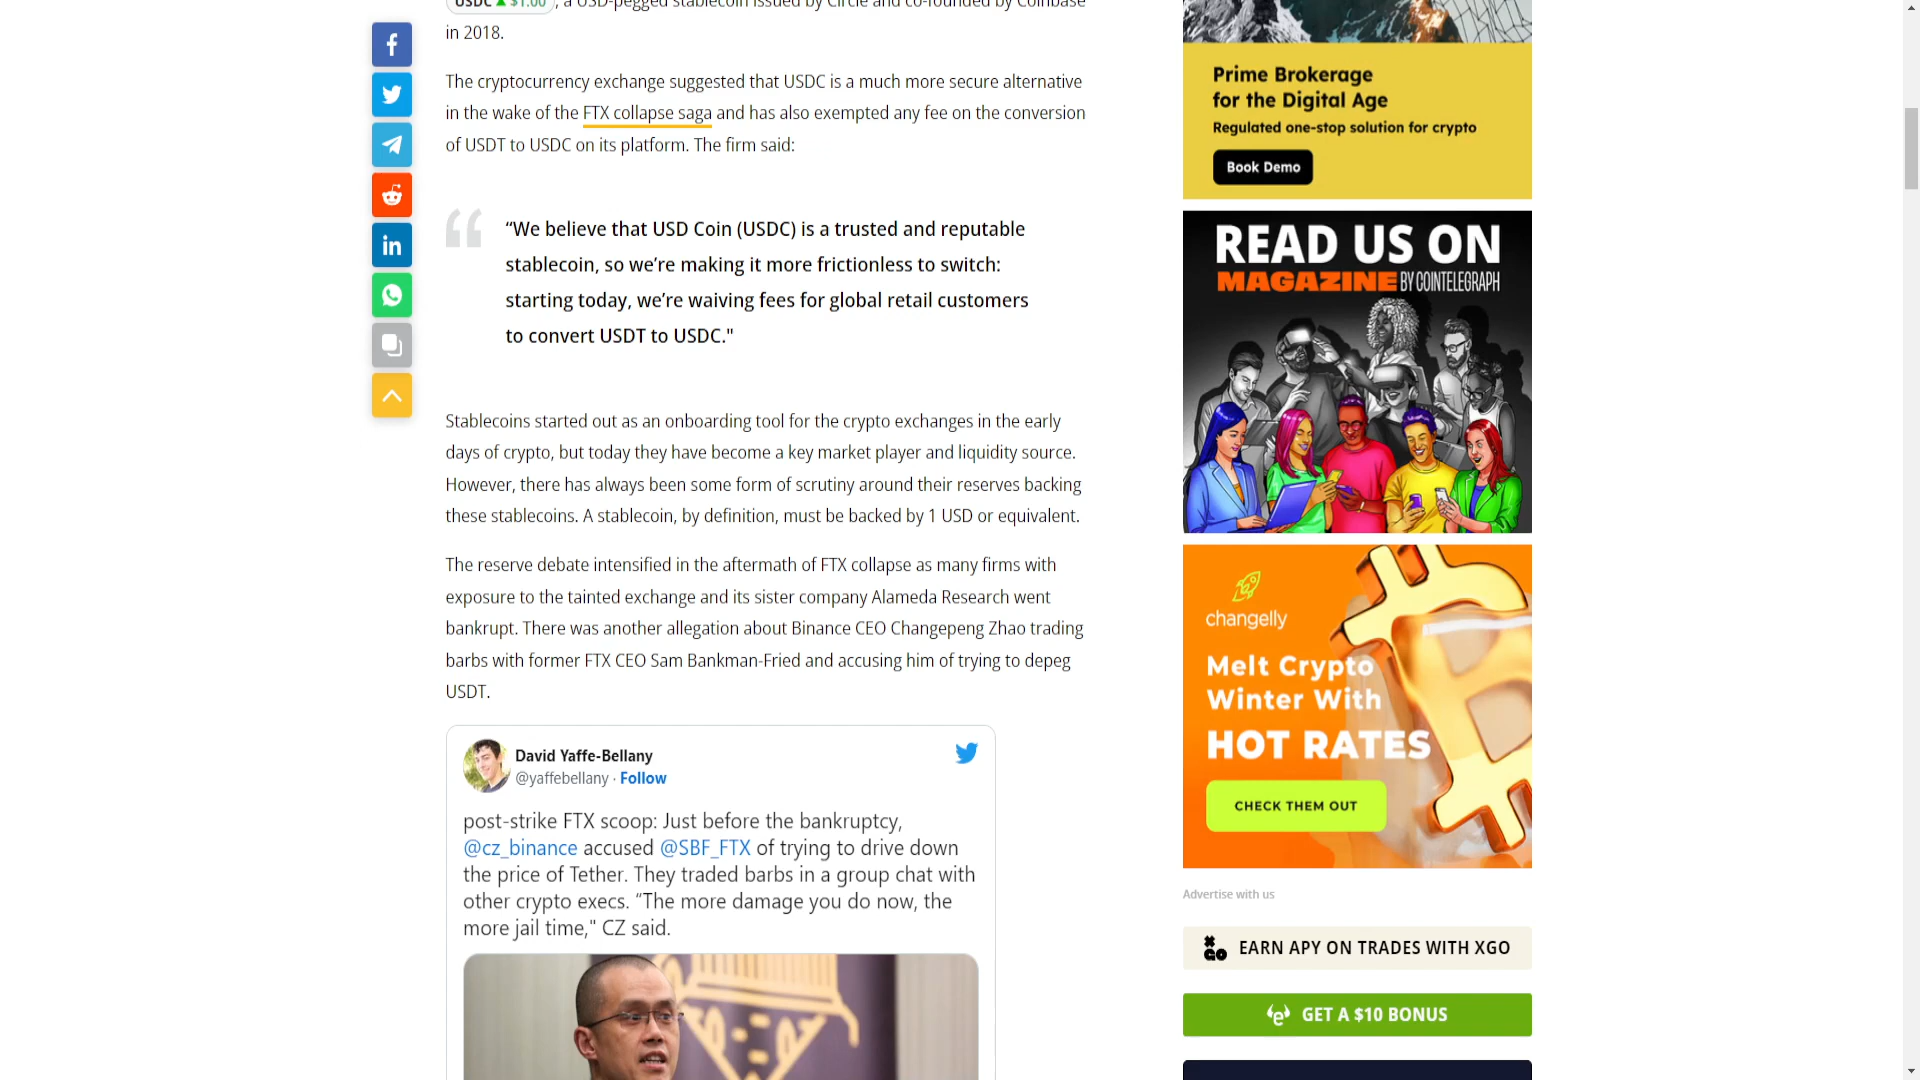 USDC ▲ $1.00 , a USD-pegged stablecoin issued by Circle and co-founded by Coinbase
in 2018.
The cryptocurrency exchange suggested that USDC is a much more secure alternative
in the wake of the FTX collapse saga and has also exempted any fee on the conversion
of USDT to USDC on its platform. The firm said:
“We believe that USD Coin (USDC) is a trusted and reputable
stablecoin, so we’re making it more frictionless to switch:
starting today, we’re waiving fees for global retail customers
to convert USDT to USDC."
Stablecoins started out as an onboarding tool for the crypto exchanges in the early
days of crypto, but today they have become a key market player and liquidity source.
However, there has always been some form of scrutiny around their reserves backing
these stablecoins. A stablecoin, by definition, must be backed by 1 USD or equivalent.
The reserve debate intensified in the aftermath of FTX collapse as many firms with
exposure to the tainted exchange and its sister company Alameda Research went
bankrupt. There was another allegation about Binance CEO Changepeng Zhao trading
barbs with former FTX CEO Sam Bankman-Fried and accusing him of trying to depeg
USDT.
David Yaffe-Bellany
@yaffebellany · Follow
post-strike FTX scoop: Just before the bankruptcy,
@cz_binance accused @SBF_FTX of trying to drive down
the price of Tether. They traded barbs in a group chat with
other crypto execs. “The more damage you do now, the
more jail time," CZ said.
Prime Brokerage
for the Digital Age
Regulated one-stop solution for crypto
Book Demo
READ US ON
MAGAZINE BY COINTELEGRAPH
changelly
Melt Crypto
Winter With
HOT RATES
CHECK THEM OUT
Advertise with us
EARN APY ON TRADES WITH XGO
GET A $10 BONUS